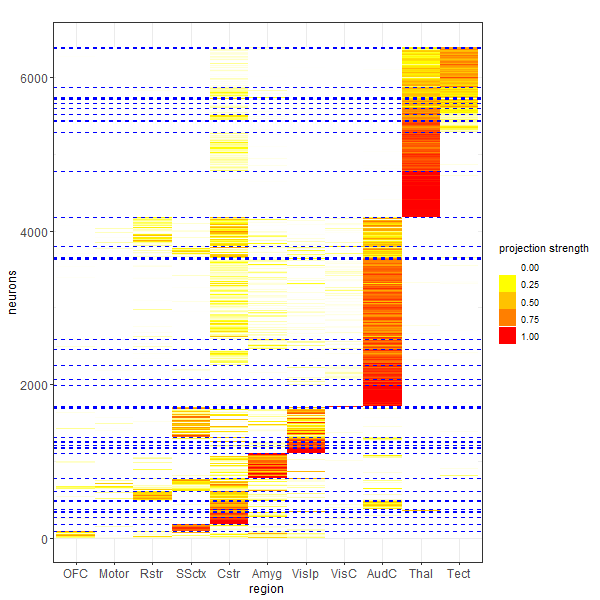 6000
4000
2000
0
neurons
OFC Motor Rstr SSctx Cstr Amyg VisIp VisC AudC Thal Tect
region
projection strength
0.00
0.25
0.50
0.75
1.00